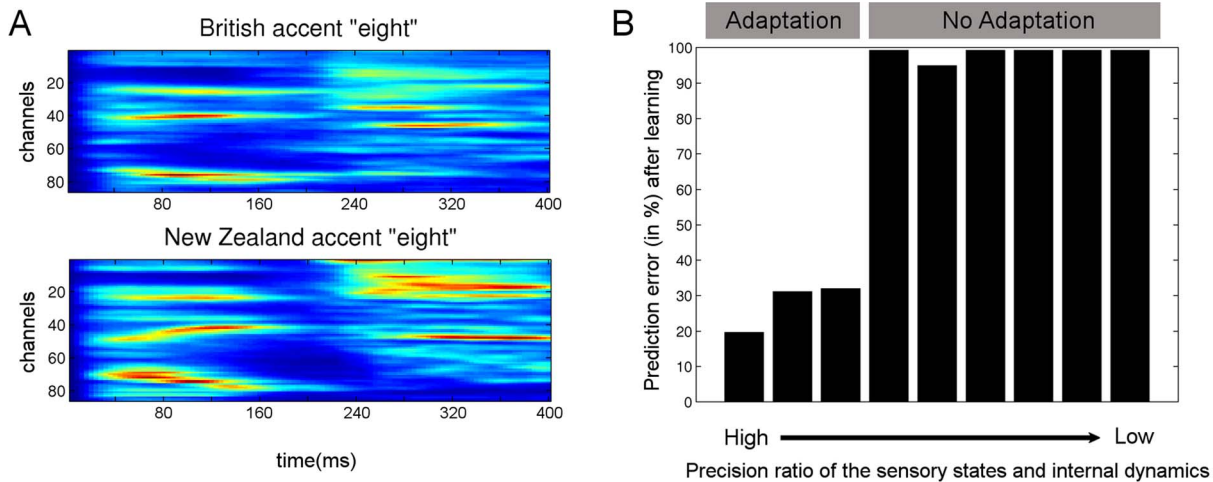 A
British accent "eight"
channels
20
40
60
80
80 160 240 320 400
New Zealand accent "eight"
channels
20
40
60
80
80 160 240 320 400
time(ms)
B
Adaptation No Adaptation
Prediction error (in %) after learning
100
90
80
70
60
50
40
30
20
10
0
High Low
Precision ratio of the sensory states and internal dynamics